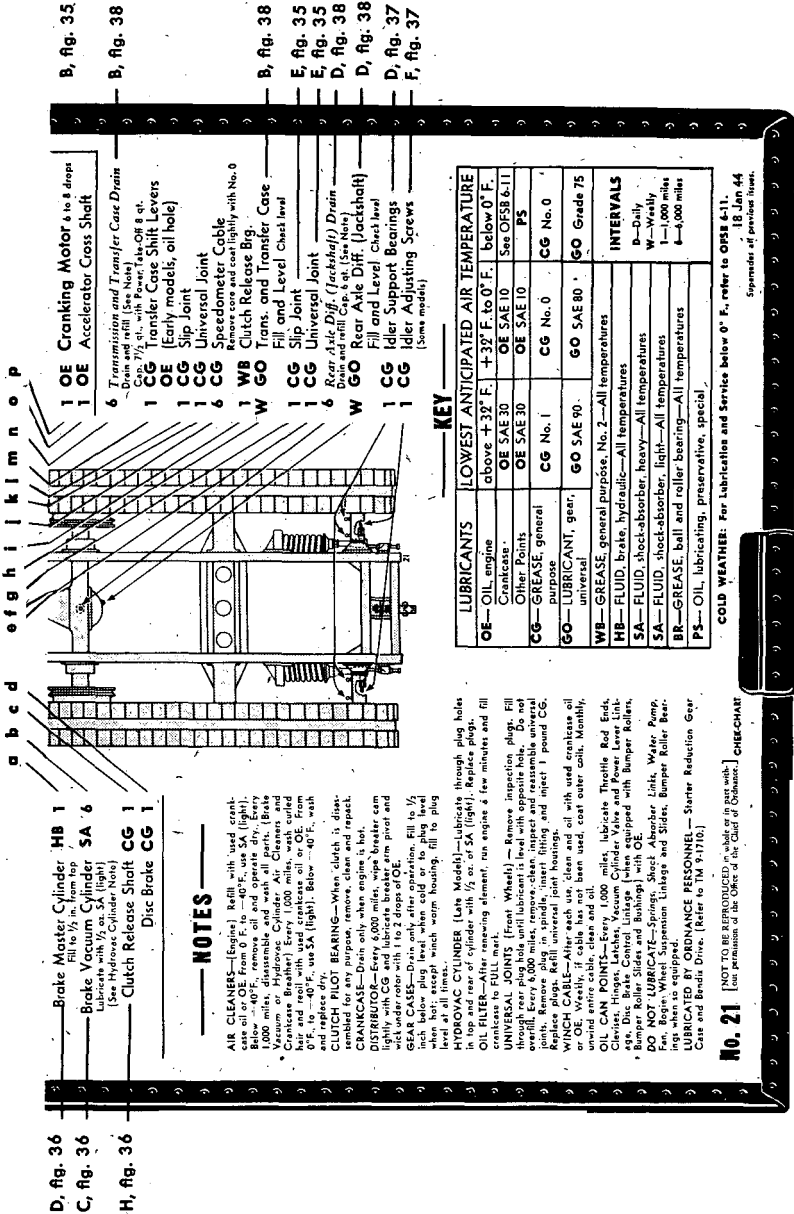 a b c d e f g h i j k l m n o p
D, fig. 36 Brake Master Cylinder HB 1
Fill to ½ in. from top
C, fig. 36 Brake Vacuum Cylinder SA 6
Lubricate with ½ oz. SA (light)
(See Hydrovac Cylinder Note)
H, fig. 36 Clutch Release Shaft CG 1
Disc Brake CG 1
1 OE Cranking Motor 6 to 8 drops B, fig. 35
1 OE Accelerator Cross Shaft
6 Transmission and Transfer Case Drain B, fig. 38
Drain and refill (See Note)
Cap. 7½ qt., with Power Take-Off 8 qt.
1 CG Transfer Case Shift Levers
OE (Early models, oil hole)
1 CG Slip Joint
1 CG Universal Joint
6 CG Speedometer Cable
Remove core and coat lightly with No. 0
1 WB Clutch Release Brg.
W GO Trans. and Transfer Case B, fig. 38
Fill and Level Check level
1 CG Slip Joint E, fig. 35
1 CG Universal Joint E, fig. 35
6 Rear Axle Diff. (Jackshaft) Drain D, fig. 38
Drain and refill Cap. 6 qt. (See Note)
W GO Rear Axle Diff. (Jackshaft) D, fig. 38
Fill and Level Check level
1 CG Idler Support Bearings D, fig. 37
1 CG Idler Adjusting Screws F, fig. 37
(Some models)
21
NOTES
AIR CLEANERS—(Engine) Refill with used crank-
case oil or OE. From 0 F. to —40°F., use SA (light).
Below —40°F., remove oil and operate dry. Every
1,000 miles, disassemble and wash all parts. (Brake
Vacuum or Hydrovac Cylinder Air Cleaners and
Crankcase Breather) Every 1,000 miles, wash curled
hair and reoil with used crankcase oil or OE. From
0°F., to —40°F., use SA (light). Below —40°F., wash
and replace dry.
CLUTCH PILOT BEARING—When clutch is disas-
sembled for any purpose, remove, clean and repack.
CRANKCASE—Drain only when engine is hot.
DISTRIBUTOR—Every 6,000 miles, wipe breaker cam
lightly with CG and lubricate breaker arm pivot and
wick under rotor with 1 to 2 drops of OE.
GEAR CASES—Drain only after operation. Fill to ½
inch below plug level when cold or to plug level
when hot except winch worm housing, fill to plug
level at all times.
HYDROVAC CYLINDER (Late Models)—Lubricate through plug holes
in top and rear of cylinder with ½ oz. of SA (light). Replace plugs.
OIL FILTER—After renewing element, run engine a few minutes and fill
crankcase to FULL mark.
UNIVERSAL JOINTS (Front Wheels) — Remove inspection plugs. Fill
through rear plug hole until lubricant is level with opposite hole. Do not
overfill. Every 6,000 miles, remove, clean, inspect and reassemble universal
joints. Remove plug in spindle, insert fitting and inject 1 pound CG.
Replace plugs. Refill universal joint housings.
WINCH CABLE—After each use, clean and oil with used crankcase oil
or OE. Weekly, if cable has not been used, coat outer coils. Monthly,
unwind entire cable, clean and oil.
OIL CAN POINTS—Every 1,000 miles, lubricate Throttle Rod Ends,
Clevises, Hinges, Latches, Vacuum Cylinder Valve and Power Lever Link-
age, Disc Brake Control Linkage (when equipped with Bumper Rollers,
Bumper Roller Slides and Bushings) with OE.
DO NOT LUBRICATE—Springs, Shock Absorber Links, Water Pump,
Fan, Bogie Wheel Suspension Linkage and Slides, Bumper Roller Bear-
ings when so equipped.
LUBRICATED BY ORDNANCE PERSONNEL — Starter Reduction Gear
Case and Bendix Drive. (Refer to TM 9-1710.)
No. 21 [NOT TO BE REPRODUCED in whole or in part with-
out permission of the Office of the Chief of Ordnance.] CHEK-CHART
KEY
LUBRICANTS LOWEST ANTICIPATED AIR TEMPERATURE
above +32° F. +32° F. to 0° F. below 0° F.
OE— OIL, engine
Crankcase OE SAE 30 OE SAE 10 See OFSB 6-11
Other Points OE SAE 30 OE SAE 10 PS
CG—GREASE, general purpose CG No. 1 CG No. 0 CG No. 0
GO—LUBRICANT, gear, universal GO SAE 90 GO SAE 80 GO Grade 75
WB—GREASE, general purpose, No. 2—All temperatures
HB—FLUID, brake, hydraulic—All temperatures
SA—FLUID, shock-absorber, heavy—All temperatures
SA—FLUID, shock-absorber, light—All temperatures
BR—GREASE, ball and roller bearing—All temperatures
PS—OIL, lubricating, preservative, special
INTERVALS
D—Daily
W—Weekly
1—1,000 miles
6—6,000 miles
COLD WEATHER: For Lubrication and Service below 0° F., refer to OFSB 6-11.
18 Jan 44
Supersedes all previous issues.